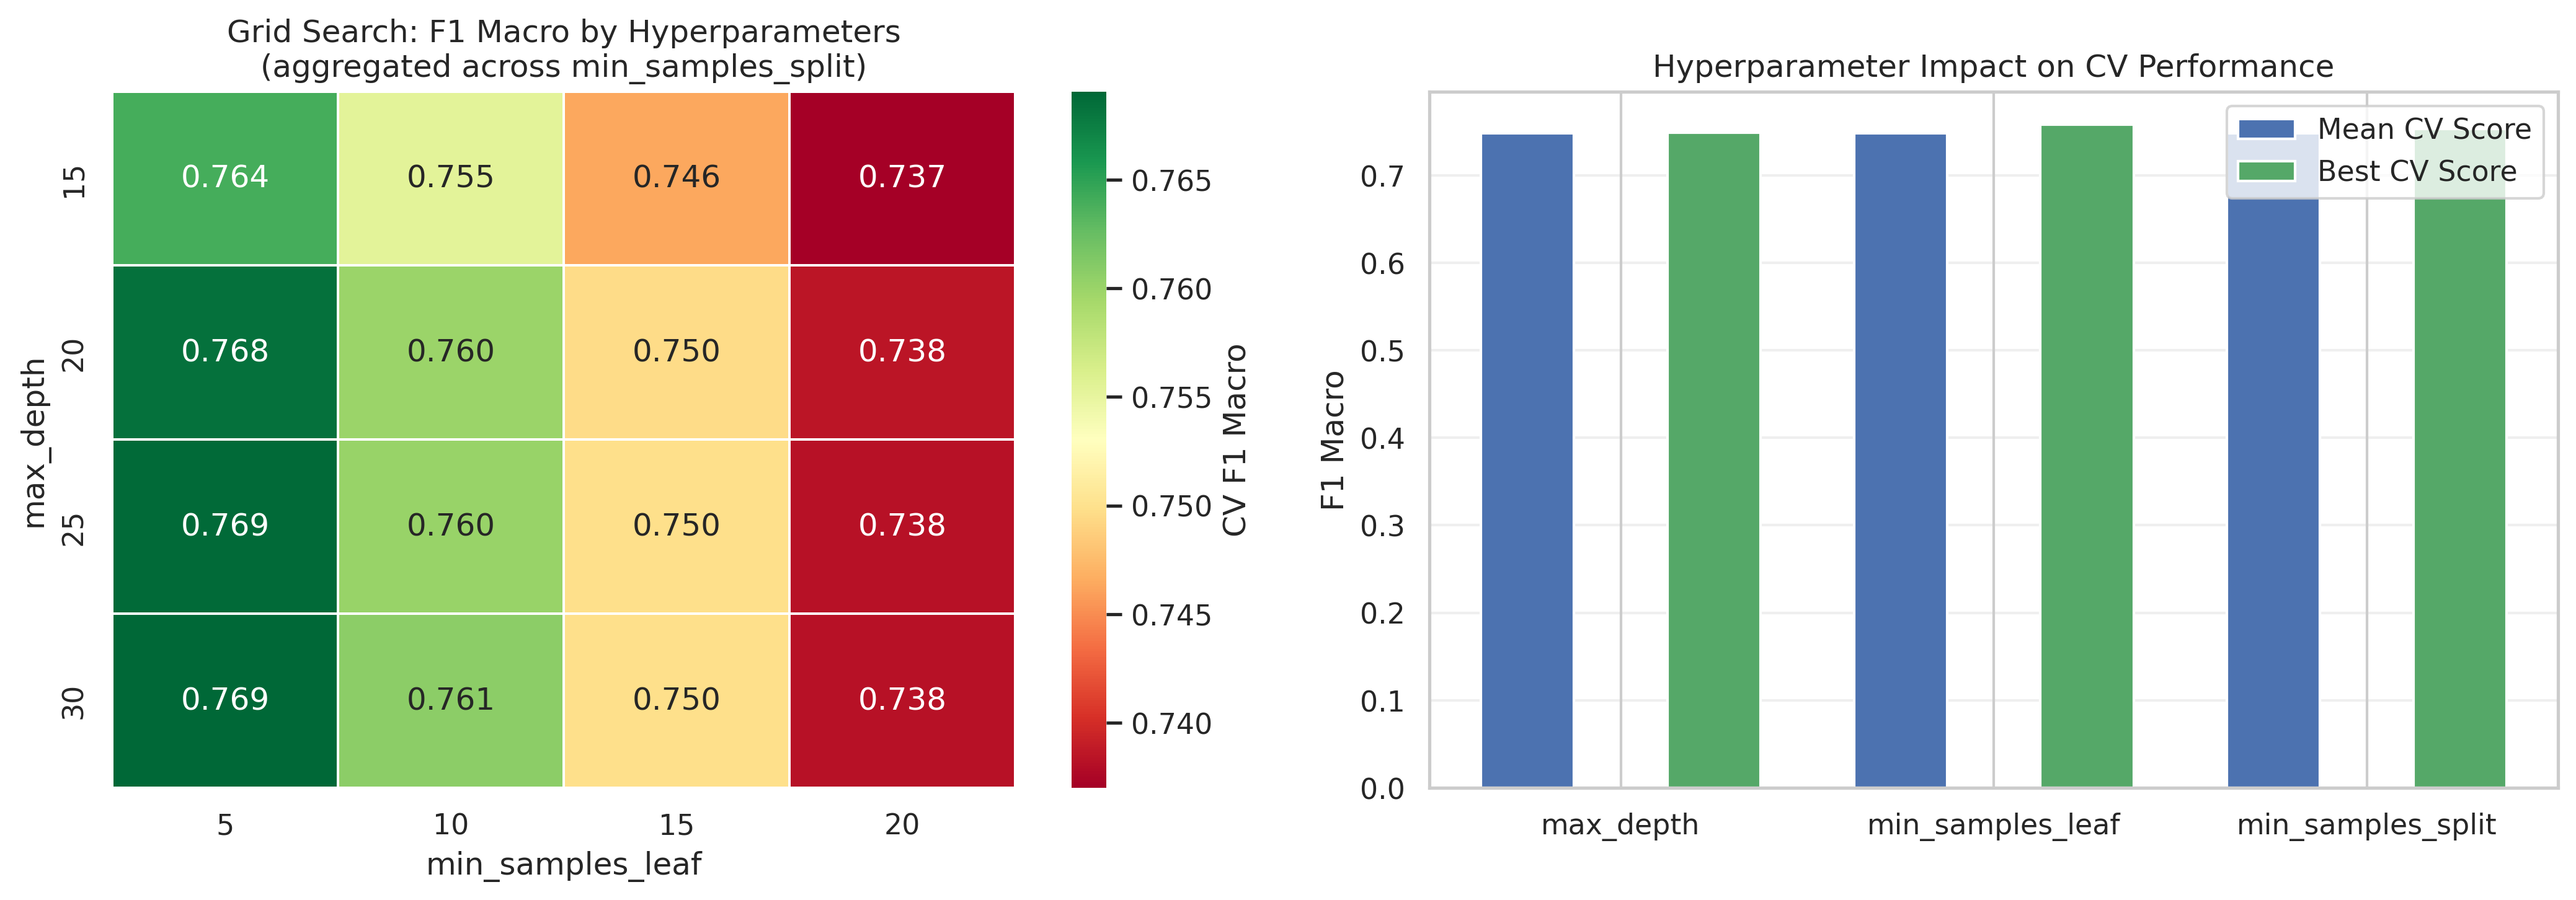 Grid Search: F1 Macro by Hyperparameters
(aggregated across min_samples_split)
max_depth
15
0.764 0.755 0.746 0.737
20
0.768 0.760 0.750 0.738
25
0.769 0.760 0.750 0.738
30
0.769 0.761 0.750 0.738
5 10 15 20
min_samples_leaf
0.765
0.760
0.755
0.750
0.745
0.740
CV F1 Macro
Hyperparameter Impact on CV Performance
Mean CV Score
Best CV Score
F1 Macro
0.7
0.6
0.5
0.4
0.3
0.2
0.1
0.0
max_depth min_samples_leaf min_samples_split